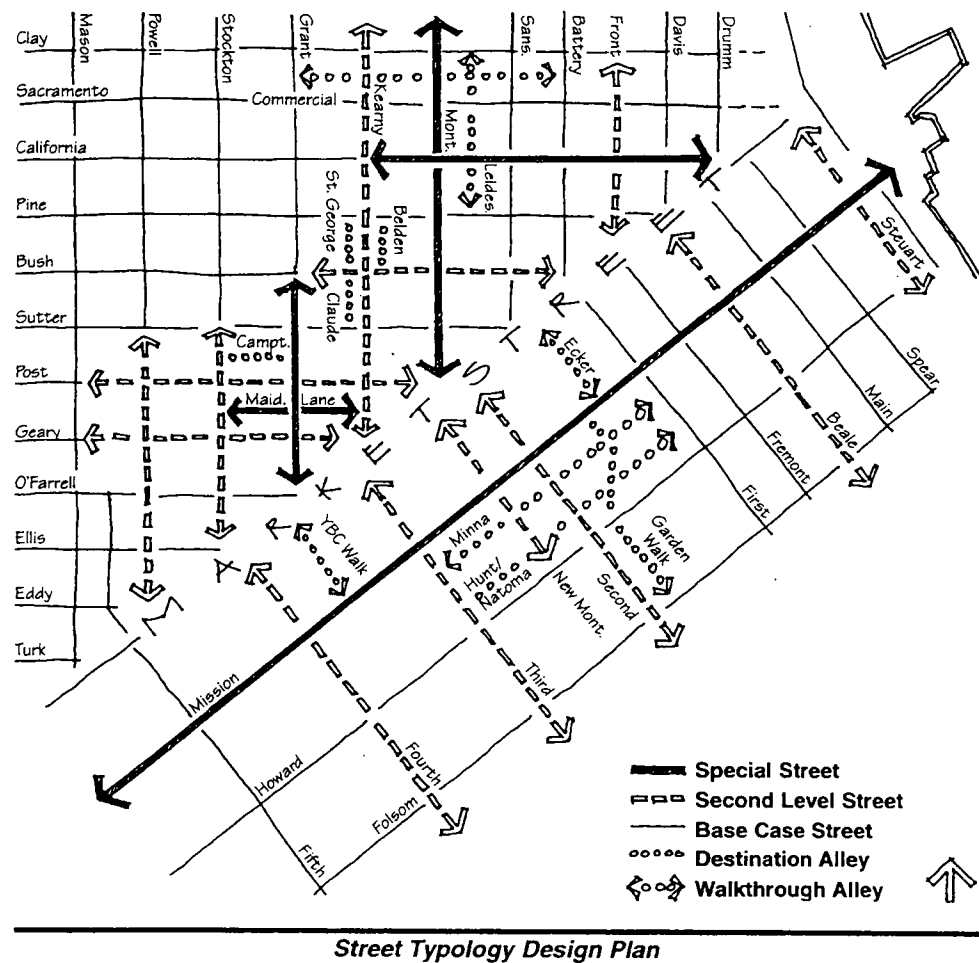 Clay
Sacramento
California
Pine
Bush
Sutter
Post
Geary
O'Farrell
Ellis
Eddy
Turk
Mason
Powell
Stockton
Grant
Kearny
Mont.
Leides.
Sans.
Battery
Front
Davis
Drumm
Commercial
St. George
Belden
Claude
Campt.
Maid. Lane
Ecker
MARKET STREET
YBC Walk
Minna
Hunt/
Natoma
New Mont.
Garden
Walk
Second
Third
Fourth
Fifth
Mission
Howard
Folsom
First
Fremont
Beale
Main
Spear
Steuart
Special Street
Second Level Street
Base Case Street
Destination Alley
Walkthrough Alley
Street Typology Design Plan